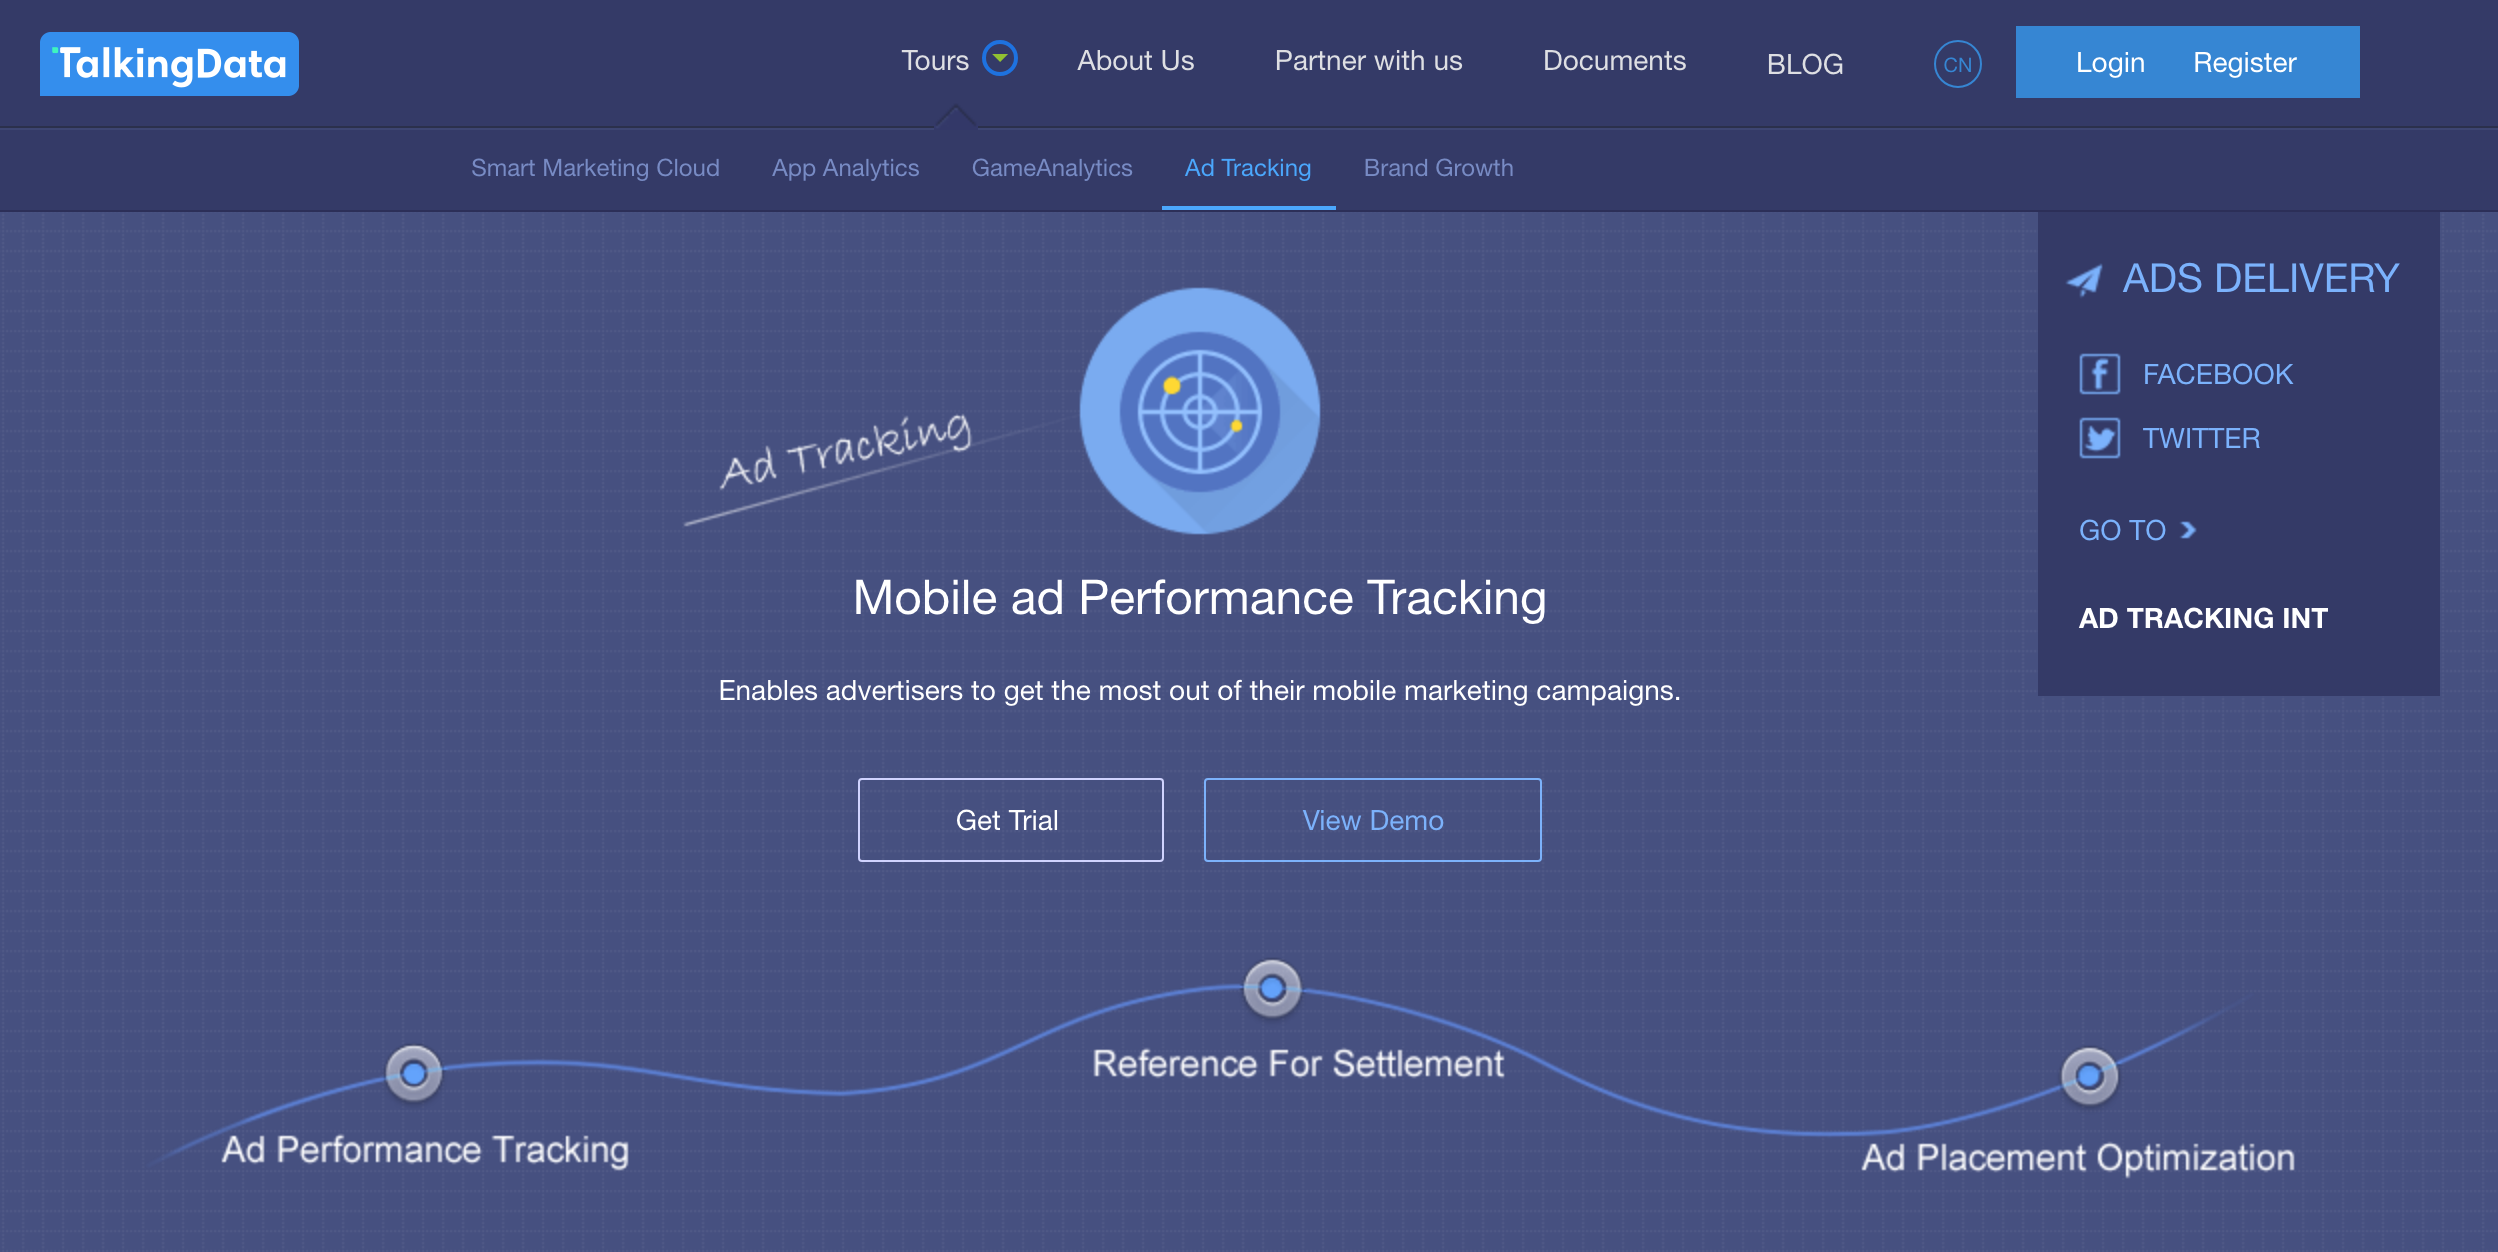 TalkingData
Tours
About Us
Partner with us
Documents
BLOG
CN
Login
Register
Smart Marketing Cloud
App Analytics
GameAnalytics
Ad Tracking
Brand Growth
ADS DELIVERY
FACEBOOK
TWITTER
GO TO
AD TRACKING INT
Ad Tracking
Mobile ad Performance Tracking
Enables advertisers to get the most out of their mobile marketing campaigns.
Get Trial
View Demo
Ad Performance Tracking
Reference For Settlement
Ad Placement Optimization